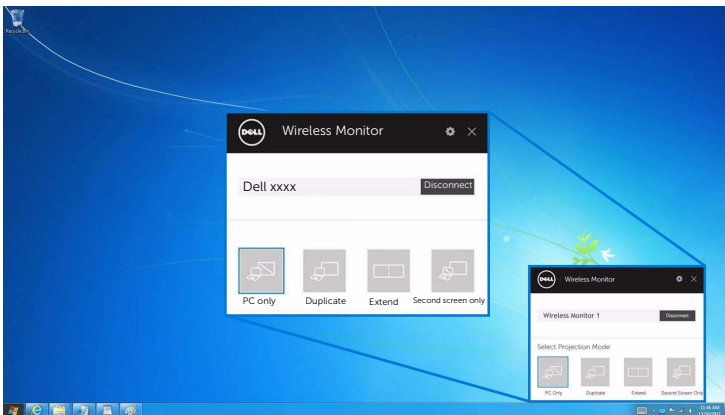 Recycle Bin
DELL
Wireless Monitor
Dell xxxx
Disconnect
PC only
Duplicate
Extend
Second screen only
DELL
Wireless Monitor
Wireless Monitor 1
Disconnect
Select Projection Mode
PC Only
Duplicate
Extend
Second Screen Only